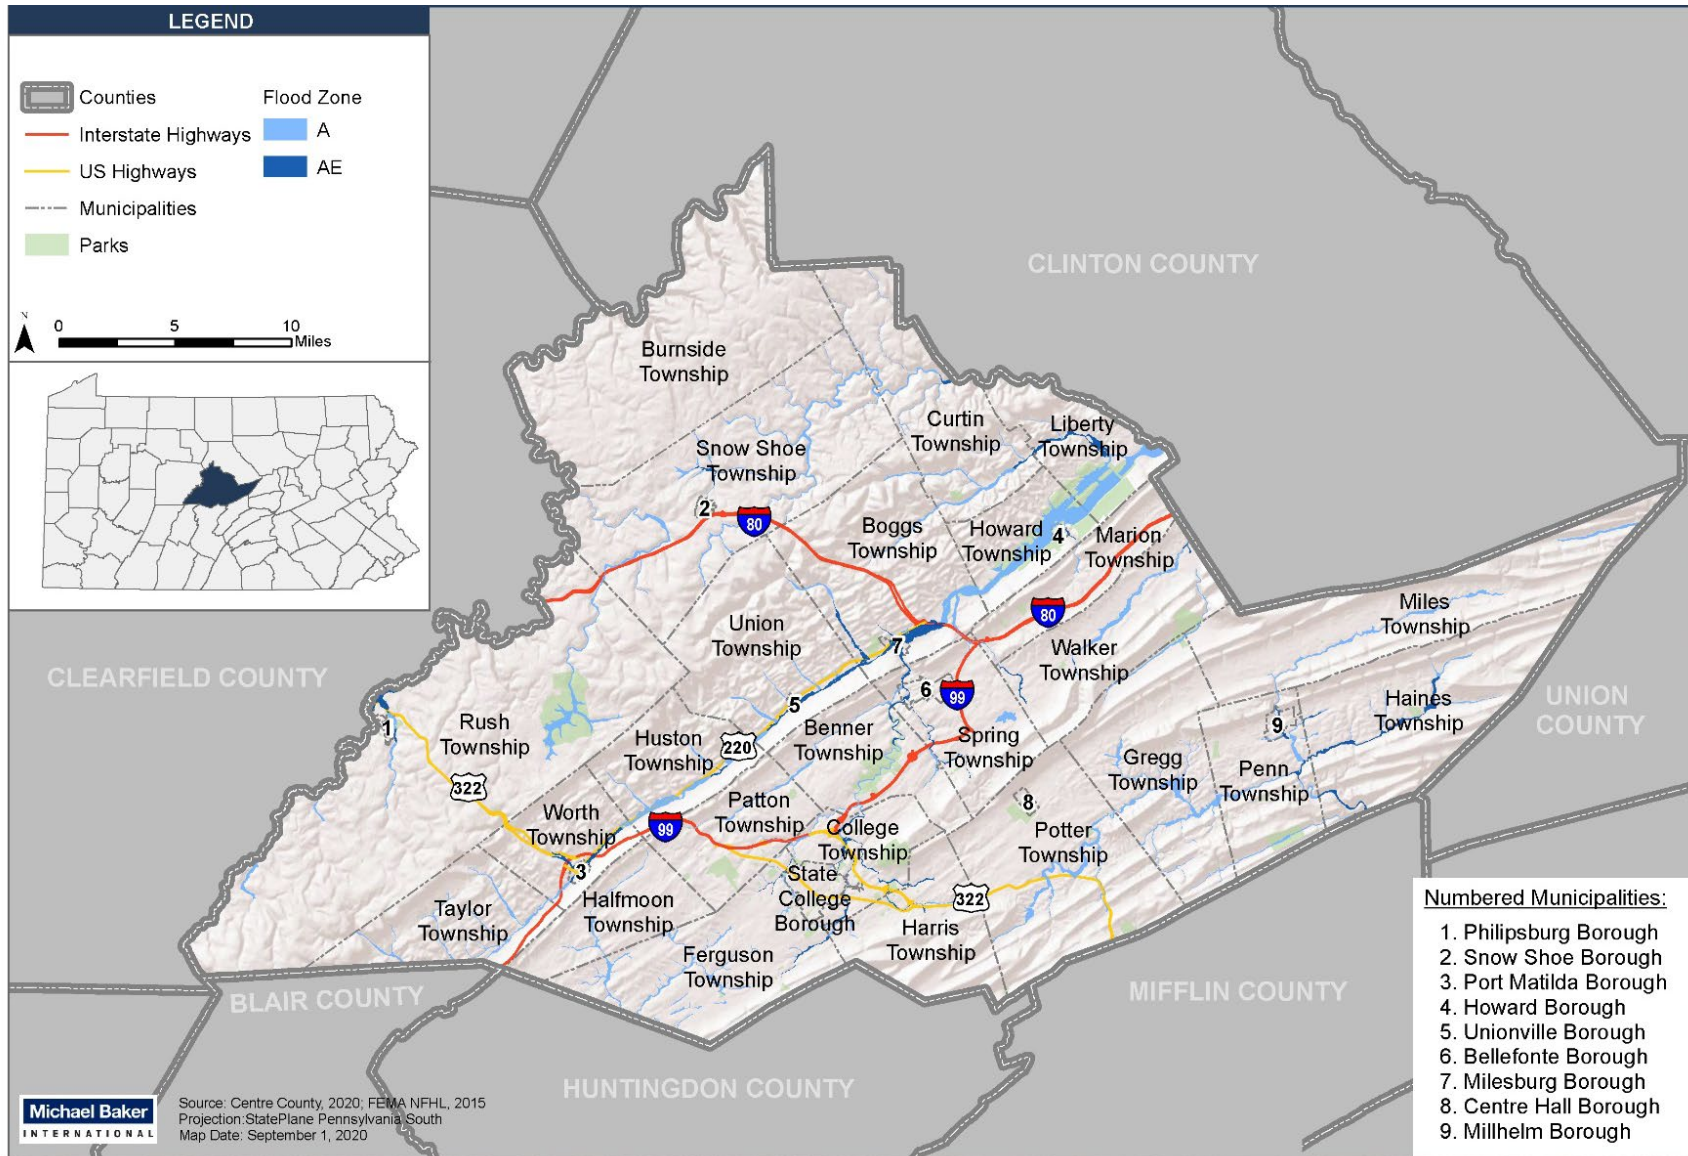 LEGEND
Counties
Interstate Highways
US Highways
Municipalities
Parks
Flood Zone
A
AE
N
0 5 10
Miles
CLINTON COUNTY
CLEARFIELD COUNTY
UNION
COUNTY
BLAIR COUNTY
MIFFLIN COUNTY
HUNTINGDON COUNTY
Burnside
Township
Snow Shoe
Township
Curtin
Township
Liberty
Township
Boggs
Township
Howard
Township
Marion
Township
Union
Township
Walker
Township
Miles
Township
Haines
Township
Rush
Township
Huston
Township
Benner
Township
Spring
Township
Gregg
Township
Penn
Township
Worth
Township
Patton
Township
College
Township
Potter
Township
State
College
Borough
Taylor
Township
Halfmoon
Township
Harris
Township
Ferguson
Township
1
2
3
4
5
6
7
8
9
80
80
99
99
220
322
322
Numbered Municipalities:
1. Philipsburg Borough
2. Snow Shoe Borough
3. Port Matilda Borough
4. Howard Borough
5. Unionville Borough
6. Bellefonte Borough
7. Milesburg Borough
8. Centre Hall Borough
9. Millhelm Borough
Michael Baker
INTERNATIONAL
Source: Centre County, 2020; FEMA NFHL, 2015
Projection:StatePlane Pennsylvania South
Map Date: September 1, 2020